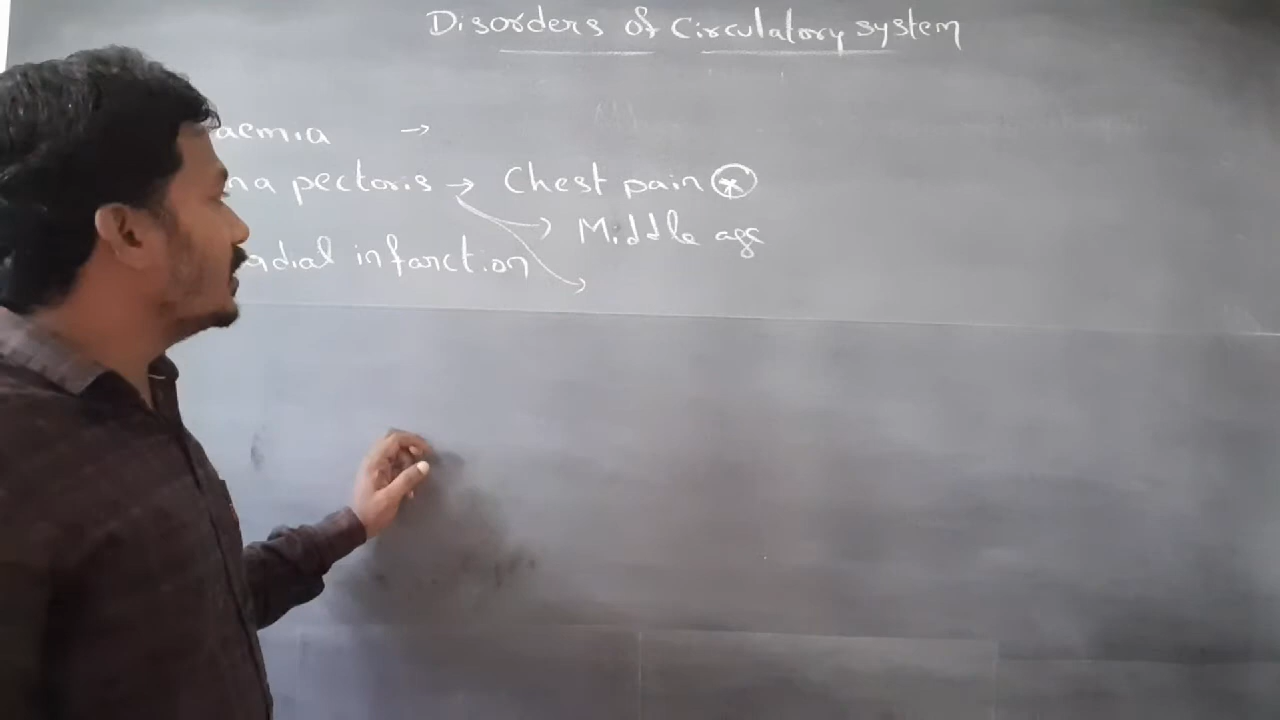 Disorders of Circulatory system
aemia →
na pectoris → Chest pain *
→ Middle age
adial infarction